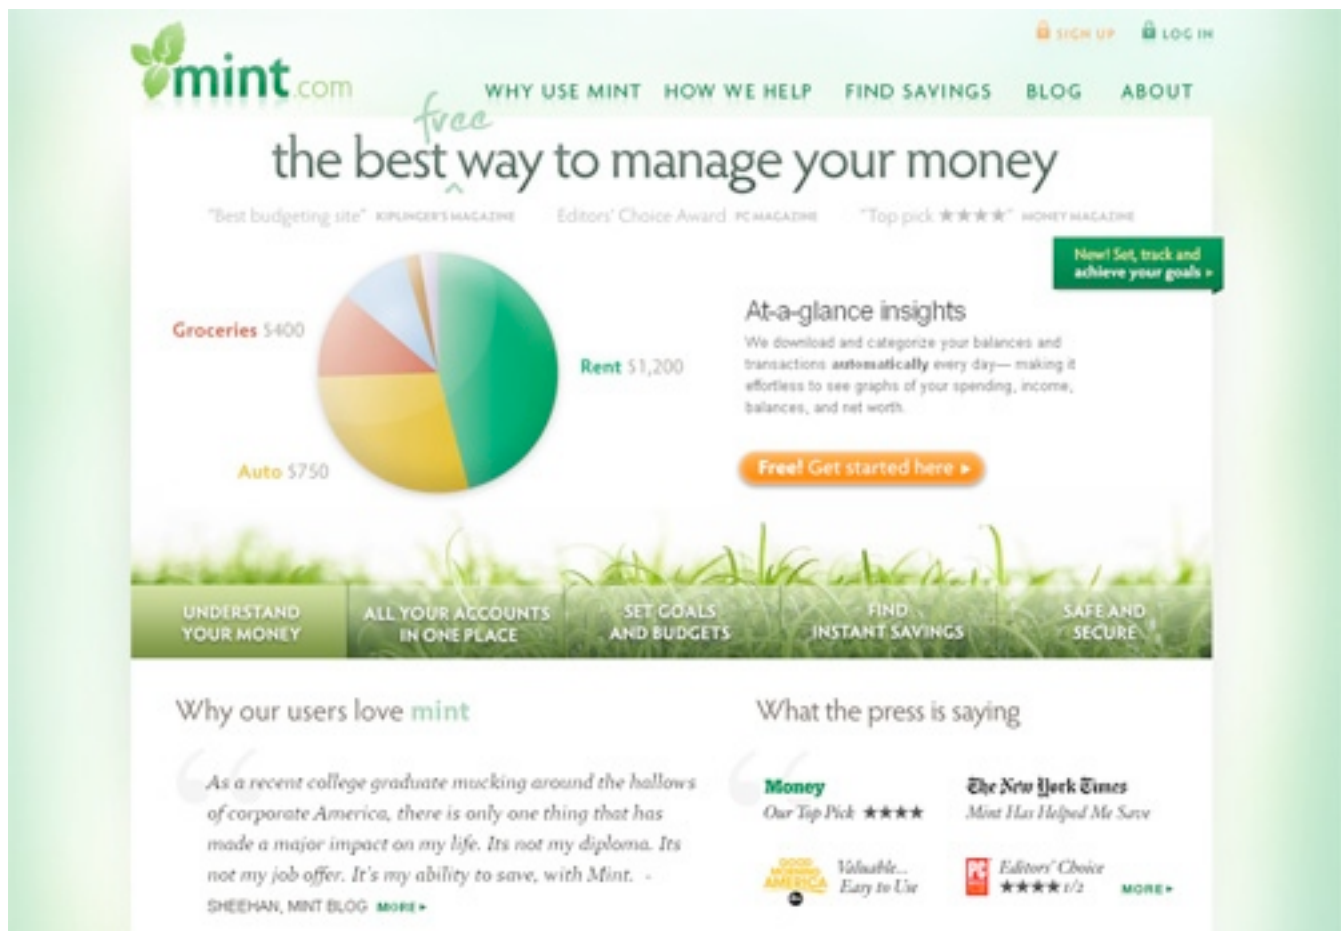 SIGN UP LOG IN
mint.com
WHY USE MINT HOW WE HELP FIND SAVINGS BLOG ABOUT
free
the best way to manage your money
"Best budgeting site" KIPLINGER'S MAGAZINE Editors' Choice Award PC MAGAZINE "Top pick ★★★★" MONEY MAGAZINE
New! Set, track and
achieve your goals ▸
Groceries $400
Rent $1,200
Auto $750
At-a-glance insights
We download and categorize your balances and
transactions automatically every day— making it
effortless to see graphs of your spending, income,
balances, and net worth.
Free! Get started here ▸
UNDERSTAND
YOUR MONEY
ALL YOUR ACCOUNTS
IN ONE PLACE
SET GOALS
AND BUDGETS
FIND
INSTANT SAVINGS
SAFE AND
SECURE
Why our users love mint
“
As a recent college graduate mucking around the hallows
of corporate America, there is only one thing that has
made a major impact on my life. Its not my diploma. Its
not my job offer. It's my ability to save, with Mint. -
SHEEHAN, MINT BLOG MORE ▸
What the press is saying
“
Money
Our Top Pick ★★★★
The New York Times
Mint Has Helped Me Save
GOOD
MORNING
AMERICA
abc
Valuable...
Easy to Use
PC
Editors' Choice
★★★★ 1/2
MORE ▸